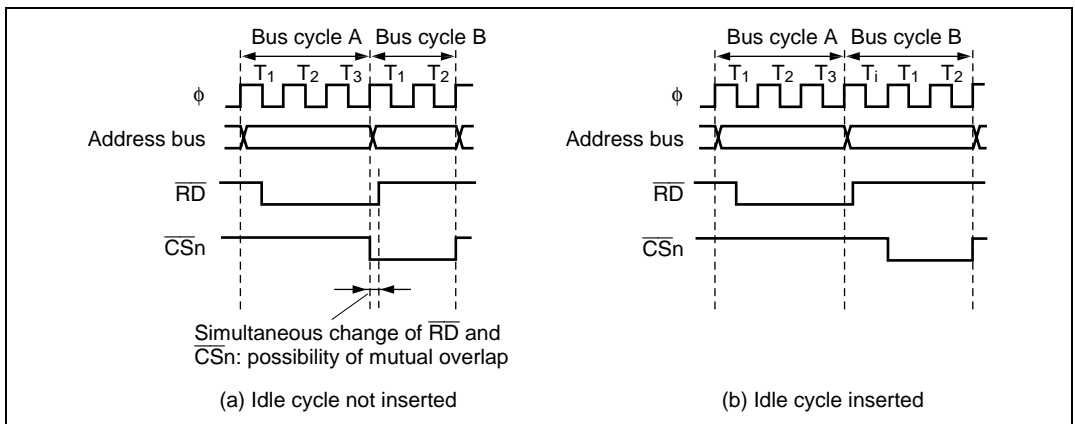 Bus cycle A Bus cycle B
T1 T2 T3 T1 T2
φ
Address bus
RD
CSn
Simultaneous change of RD and
CSn: possibility of mutual overlap
(a) Idle cycle not inserted
Bus cycle A Bus cycle B
T1 T2 T3 Ti T1 T2
φ
Address bus
RD
CSn
(b) Idle cycle inserted